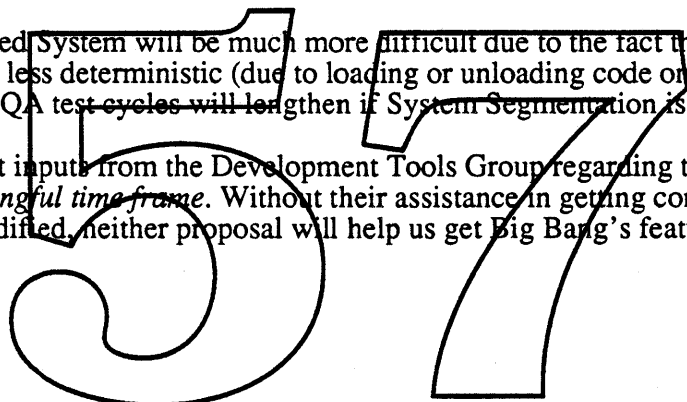 ed System will be much more difficult due to the fact t
less deterministic (due to loading or unloading code or
QA test cycles will lengthen if System Segmentation is
t inputs from the Development Tools Group regarding t
ngful time frame. Without their assistance in getting con
dified, neither proposal will help us get Big Bang's feat
57